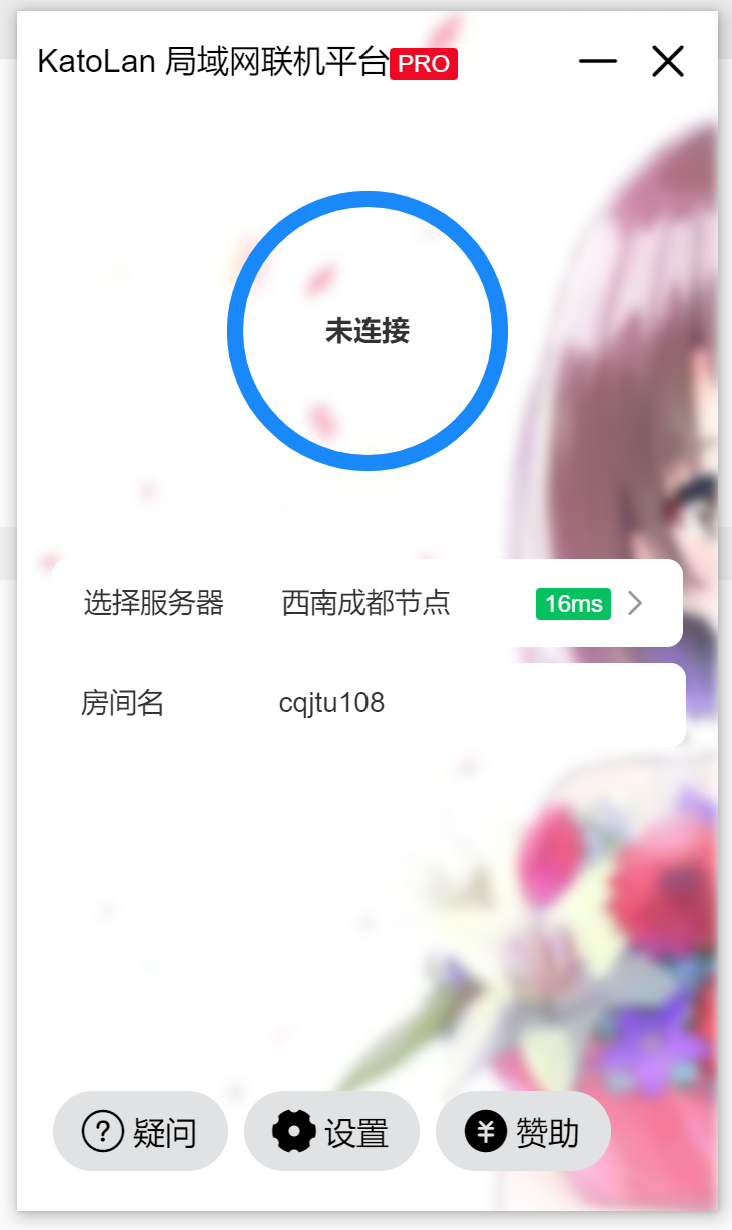 KatoLan 局域网联机平台 PRO
未连接
选择服务器 西南成都节点 16ms
房间名 cqjtu108
疑问 设置 赞助